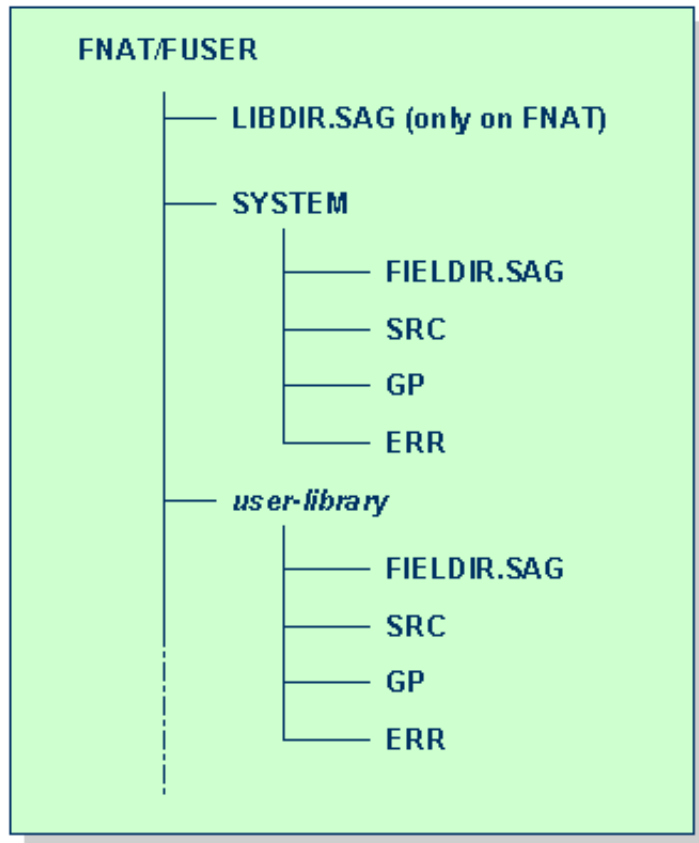 FNAT/FUSER
LIBDIR.SAG (only on FNAT)
SYSTEM
FIELDIR.SAG
SRC
GP
ERR
user-library
FIELDIR.SAG
SRC
GP
ERR